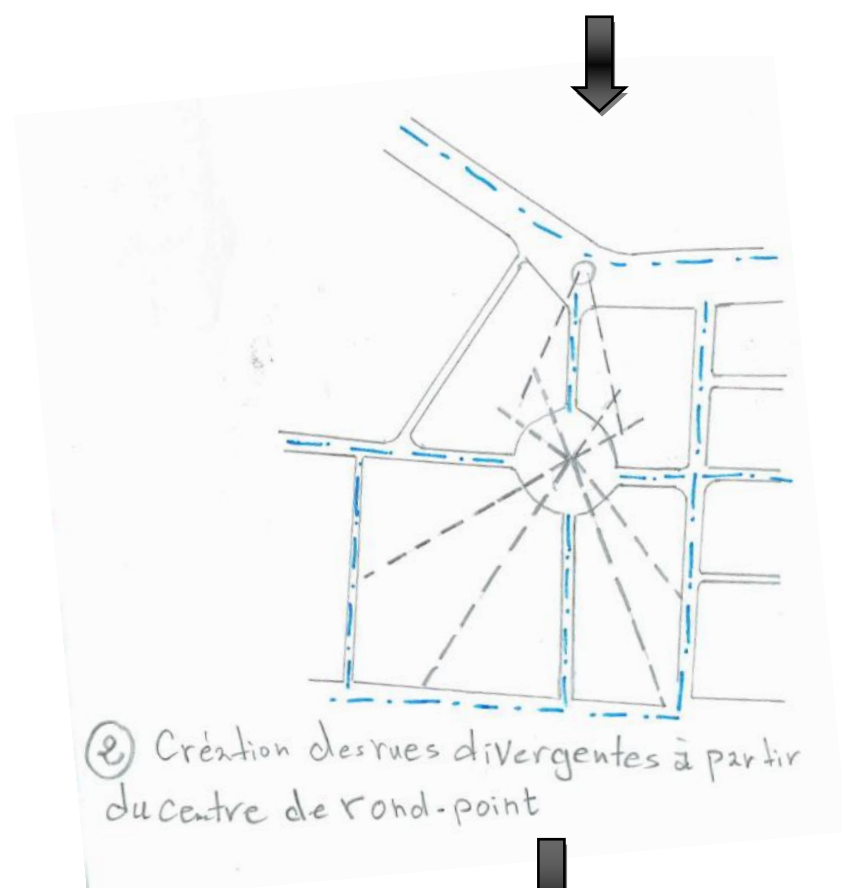 ② Création des rues divergentes à partir
du centre de rond-point